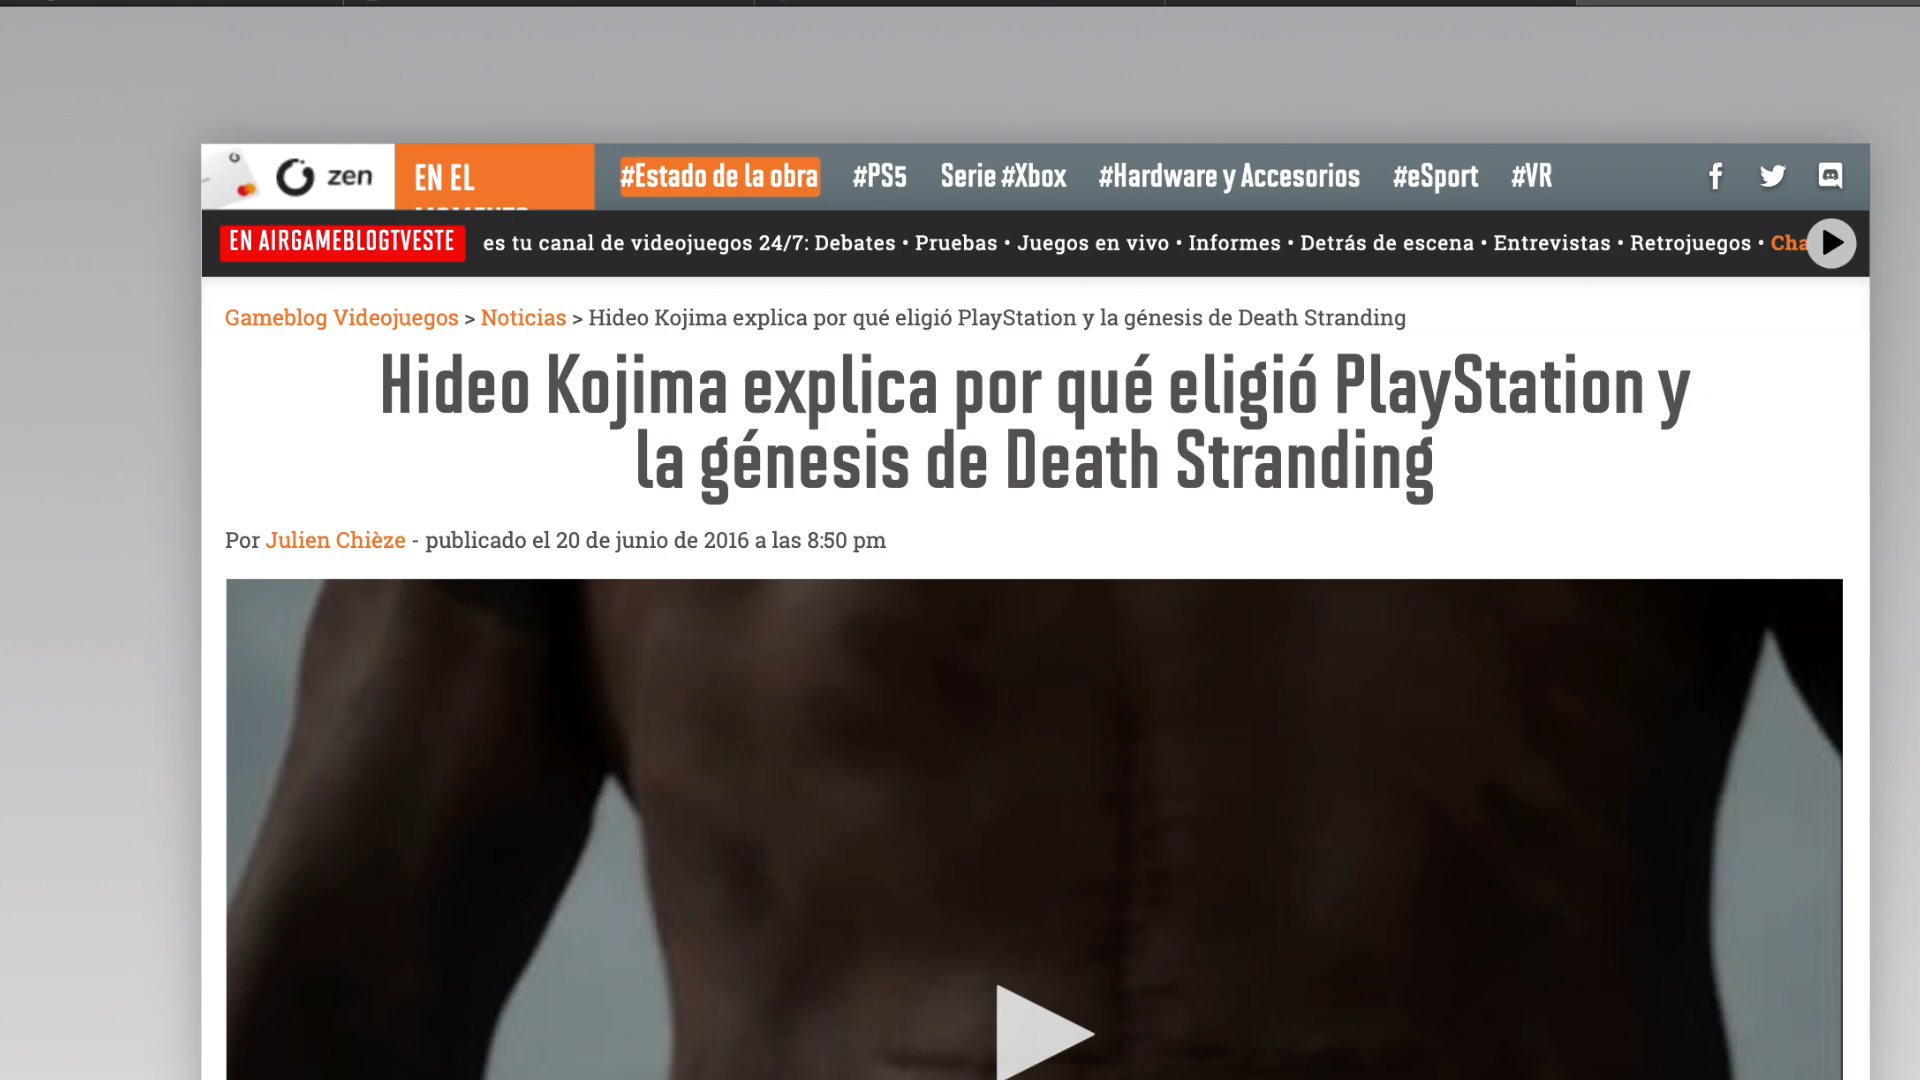 zen
EN EL
#Estado de la obra
#PS5
Serie #Xbox
#Hardware y Accesorios
#eSport
#VR
EN AIRGAMEBLOGTVESTE
es tu canal de videojuegos 24/7: Debates • Pruebas • Juegos en vivo • Informes • Detrás de escena • Entrevistas • Retrojuegos • Cha
Gameblog Videojuegos > Noticias > Hideo Kojima explica por qué eligió PlayStation y la génesis de Death Stranding
Hideo Kojima explica por qué eligió PlayStation y
la génesis de Death Stranding
Por Julien Chièze - publicado el 20 de junio de 2016 a las 8:50 pm